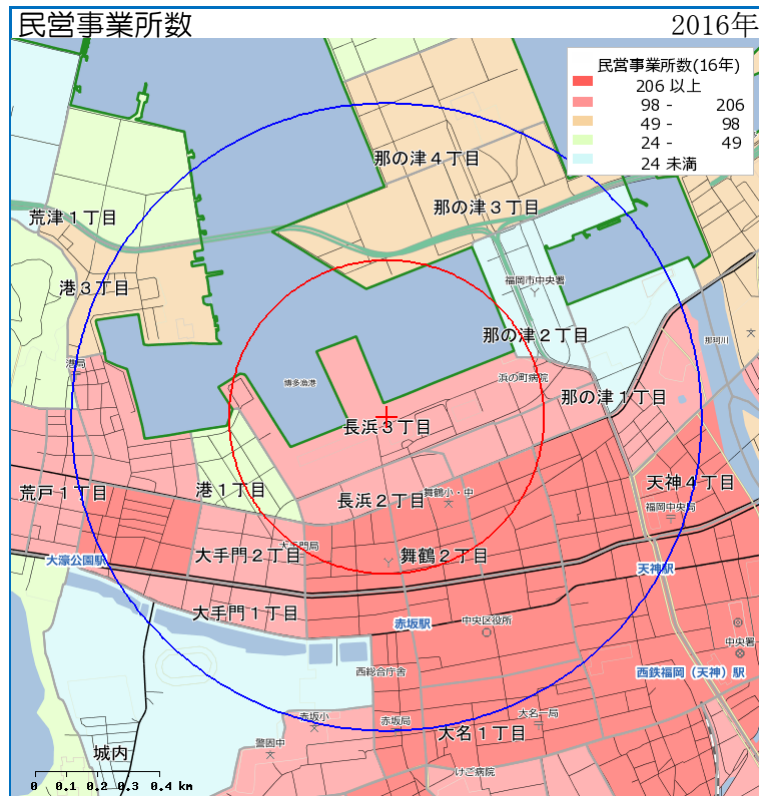 民営事業所数
2016年
民営事業所数(16年)
206 以上
98 - 206
49 - 98
24 - 49
24 未満
那の津4丁目
那の津3丁目
荒津1丁目
港3丁目
福岡市中央署
那の津2丁目
那珂川
港局
浜の町病院
博多漁港
那の津1丁目
長浜3丁目
荒戸1丁目
港1丁目
長浜2丁目
舞鶴小・中
天神4丁目
福岡中央局
大手門局
大手門2丁目
舞鶴2丁目
大濠公園駅
天神駅
大手門1丁目
赤坂駅
中央区役所
中央署
西総合庁舎
西鉄福岡(天神)駅
赤坂小
赤坂局
大名一局
大名1丁目
警固中
城内
けご病院
0 0.1 0.2 0.3 0.4 km